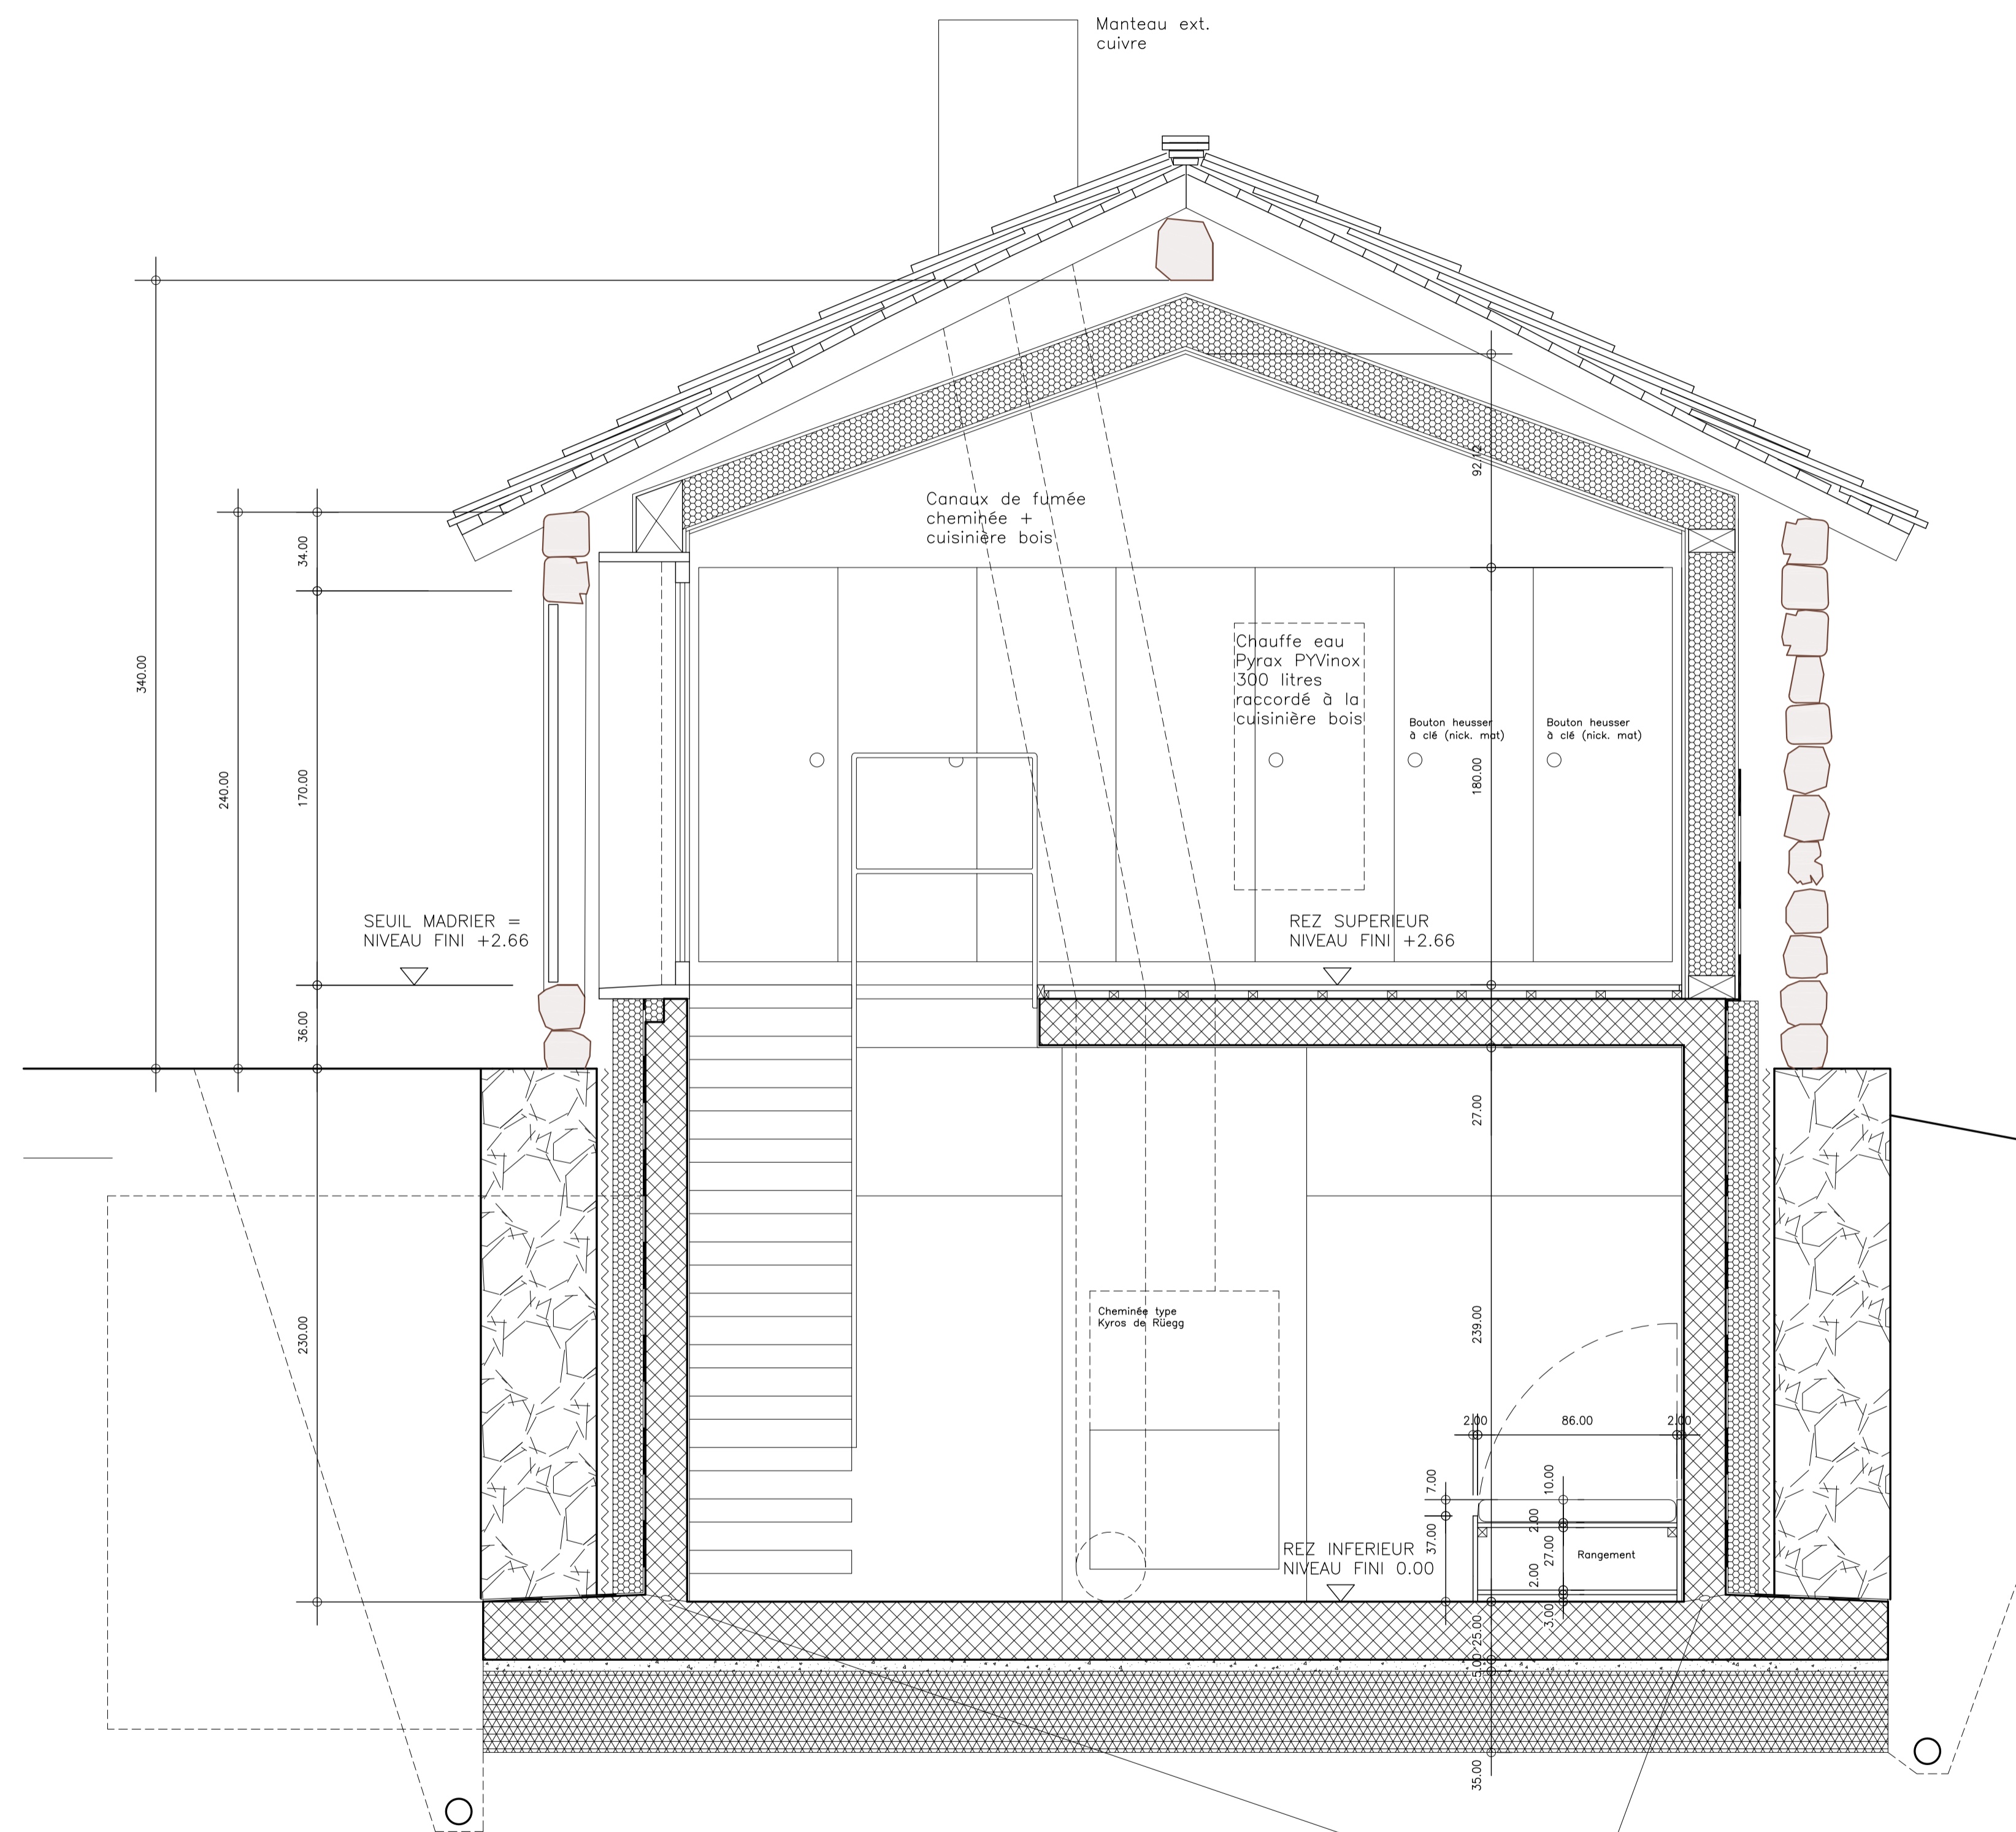 Manteau ext.
cuivre
Canaux de fumée
cheminée +
cuisinière bois
92.12
34.00
340.00
240.00
170.00
Chauffe eau
Pyrax PYVinox
300 litres
raccordé à la
cuisinière bois
Bouton heusser
à clé (nick. mat)
Bouton heusser
à clé (nick. mat)
180.00
SEUIL MADRIER =
NIVEAU FINI +2.66
REZ SUPERIEUR
NIVEAU FINI +2.66
36.00
27.00
230.00
Cheminée type
Kyros de Rüegg
239.00
2.00
86.00
2.00
7.00
10.00
37.00
2.00
27.00
2.00
3.00
Rangement
REZ INFERIEUR
NIVEAU FINI 0.00
25.00
5.00
35.00